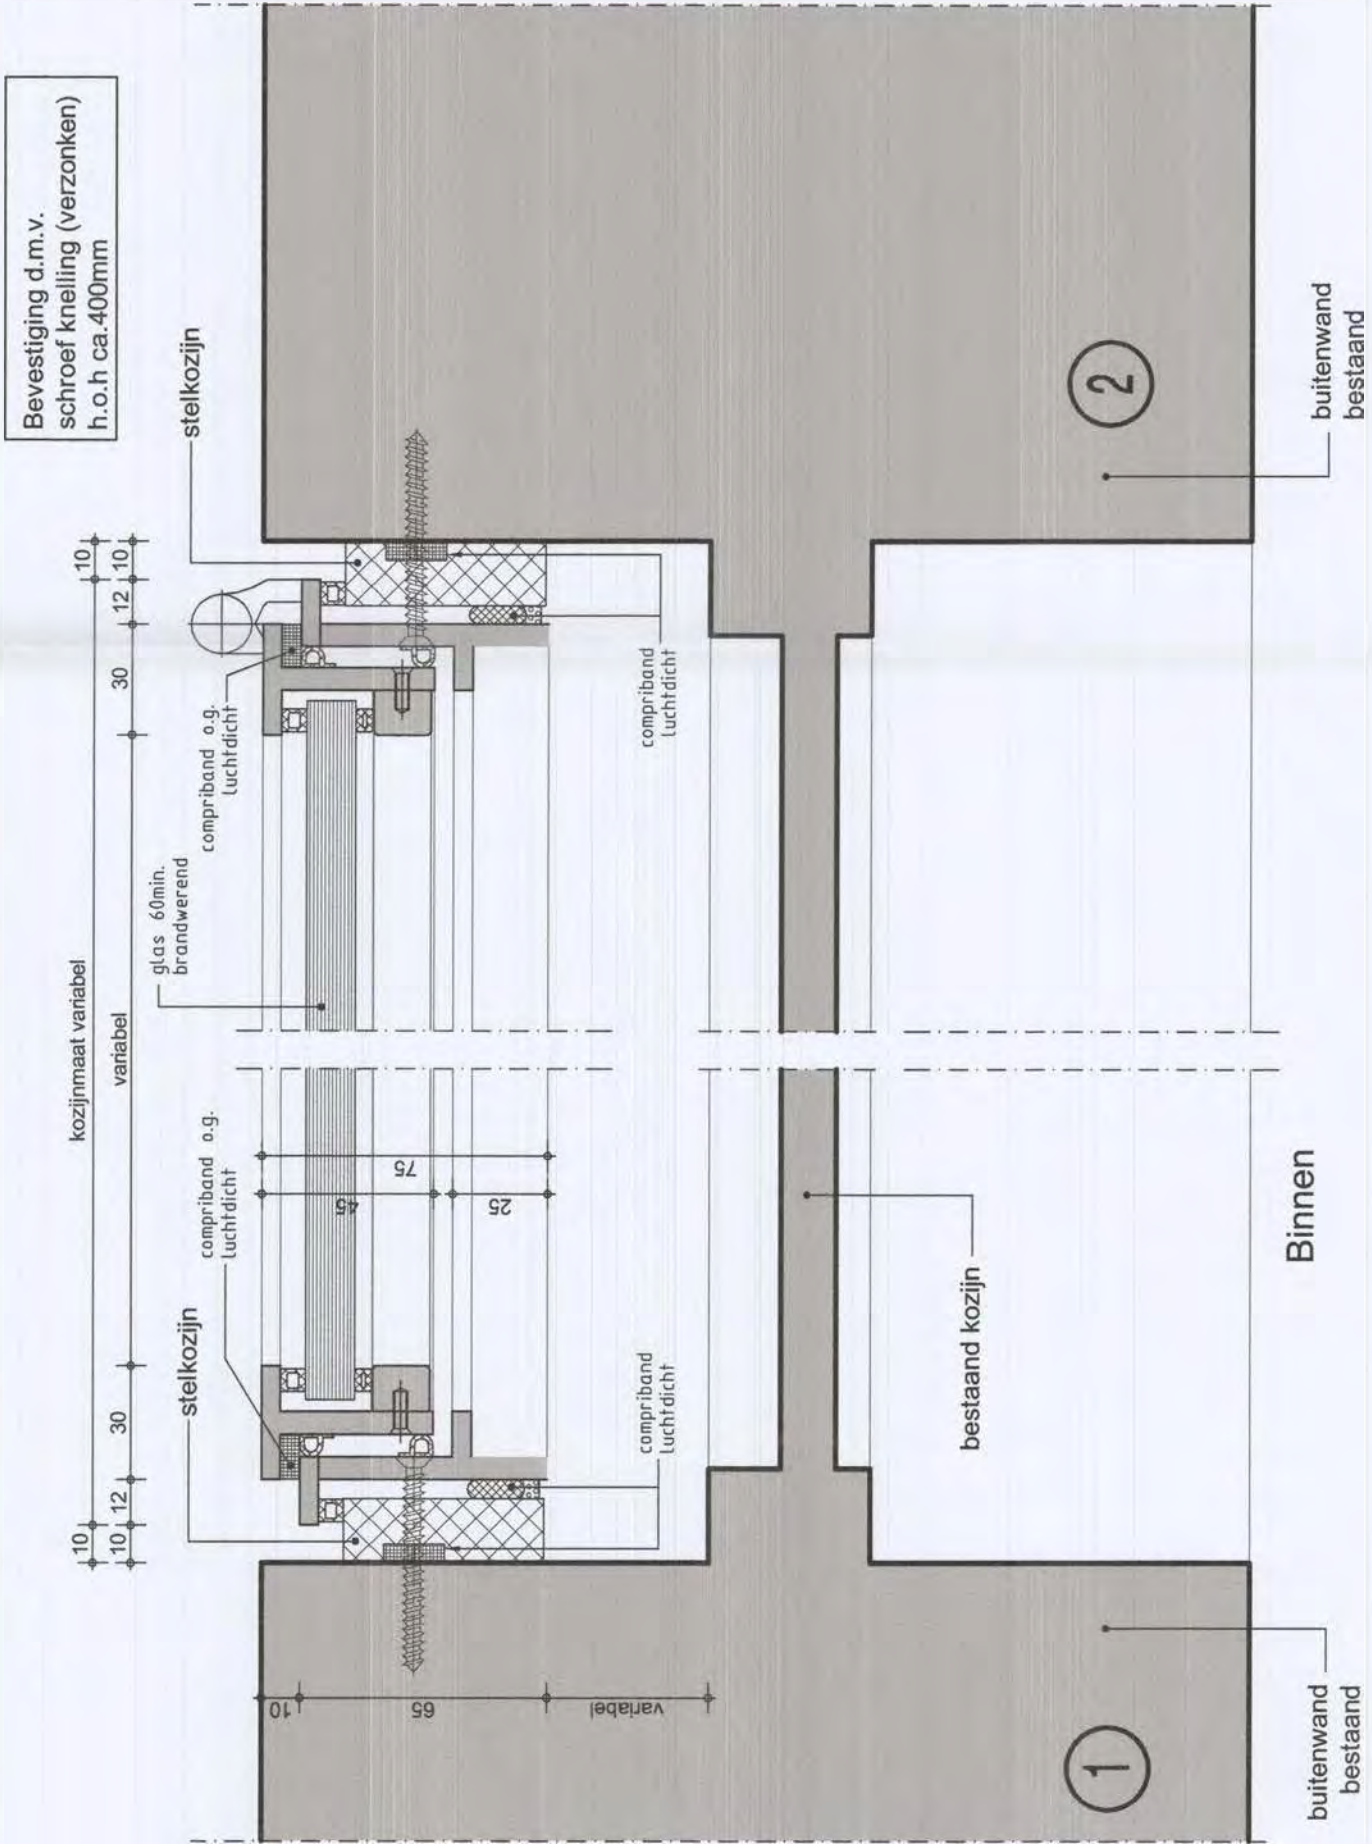 Bevestiging d.m.v.
schroef knelling (verzonken)
h.o.h ca.400mm
kozijnmaat variabel
10
10
variabel
10
12
30
30
12
10
stelkozijn
stelkozijn
glas 60min.
brandwerend
compriband o.g.
luchtdicht
compriband o.g.
luchtdicht
75
45
25
compriband
luchtdicht
compriband
luchtdicht
10
65
variabel
bestaand kozijn
1
2
Binnen
buitenwand
bestaand
buitenwand
bestaand